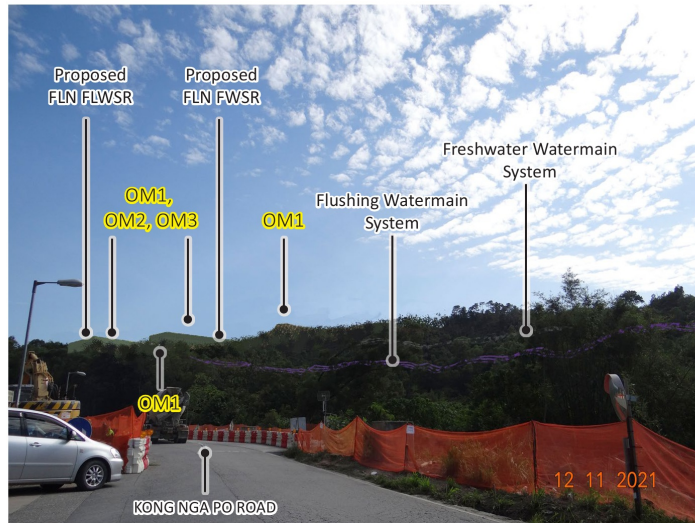 Proposed
FLN FLWSR
Proposed
FLN FWSR
Freshwater Watermain
System
OM1,
OM2, OM3
OM1
Flushing Watermain
System
OM1
KONG NGA PO ROAD
12 11 2021